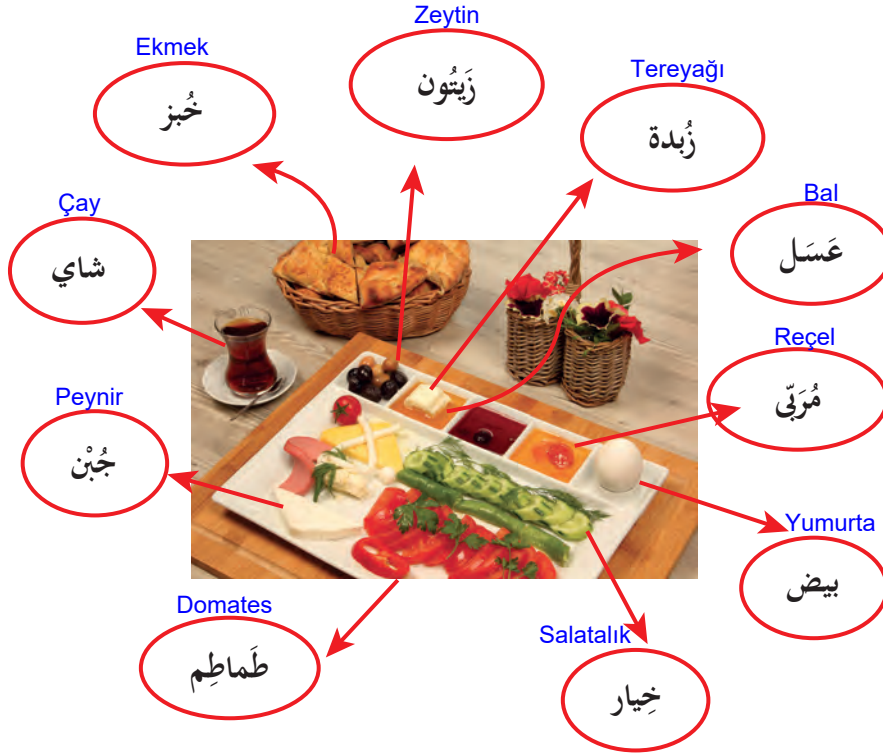 Zeytin
زَيتُون
Ekmek
خُبز
Tereyağı
زُبدة
Çay
شاي
Bal
عَسَل
Reçel
مُرَبّى
Peynir
جُبْن
Yumurta
بيض
Domates
طَماطِم
Salatalık
خِيار